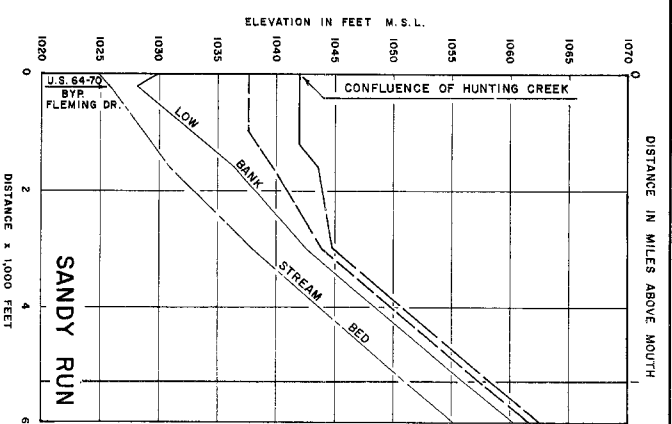 ELEVATION IN FEET M.S.L.
1020
1025
1030
1035
1040
1045
1050
1055
1060
1065
1070
0
0
U.S. 64-70
BYP.
FLEMING DR.
CONFLUENCE OF HUNTING CREEK
LOW BANK
STREAM BED
2
4
6
DISTANCE x 1,000 FEET
DISTANCE IN MILES ABOVE MOUTH
1
SANDY RUN